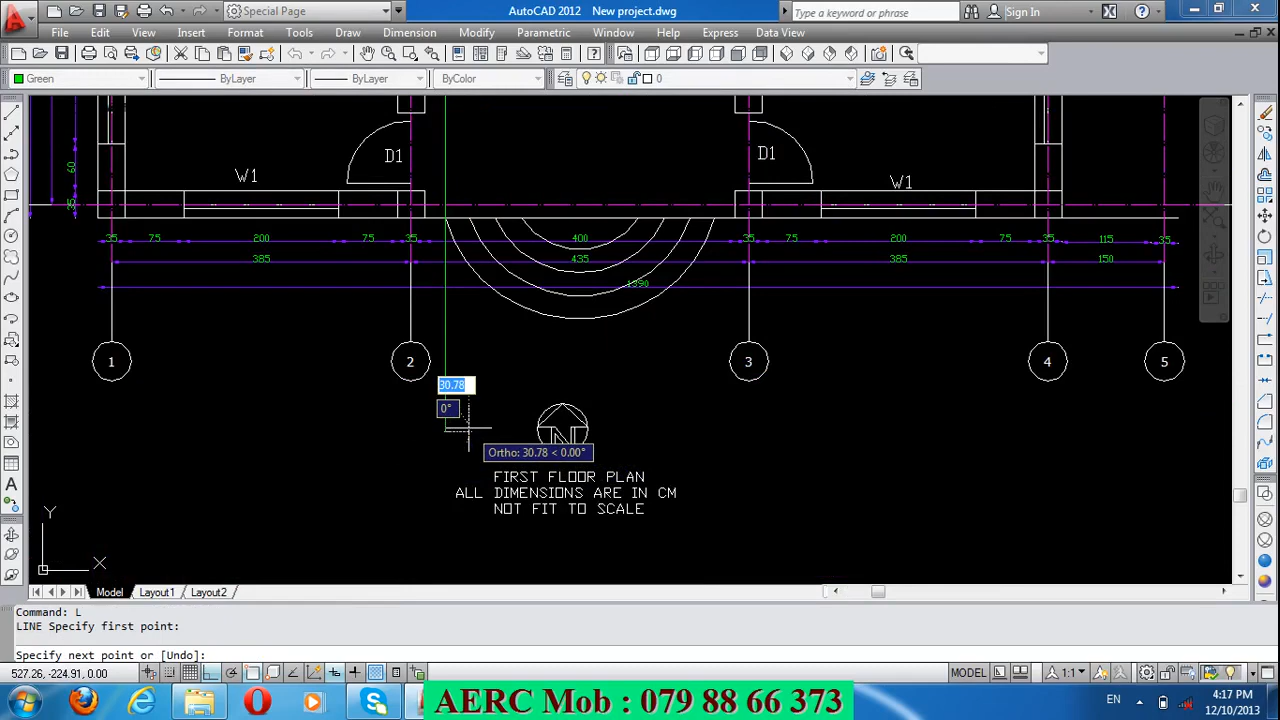 Special Page
AutoCAD 2012 New project.dwg
Type a keyword or phrase
Sign In
File Edit View Insert Format Tools Draw Dimension Modify Parametric Window Help Express Data View
Green
ByLayer
ByLayer
ByColor
0
60
35
D1
W1
D1
W1
35 75 200 75 35 400 35 75 200 75 35 115 35
385 435 385 150
1990
1
2
3
4
5
30.78
0°
Ortho: 30.78 < 0.00°
N
FIRST FLOOR PLAN
ALL DIMENSIONS ARE IN CM
NOT FIT TO SCALE
Y
X
Model Layout1 Layout2
Command: L
LINE Specify first point:
Specify next point or [Undo]:
527.26, -224.91, 0.00
MODEL
1:1
AERC Mob : 079 88 66 373
EN
4:17 PM
12/10/2013